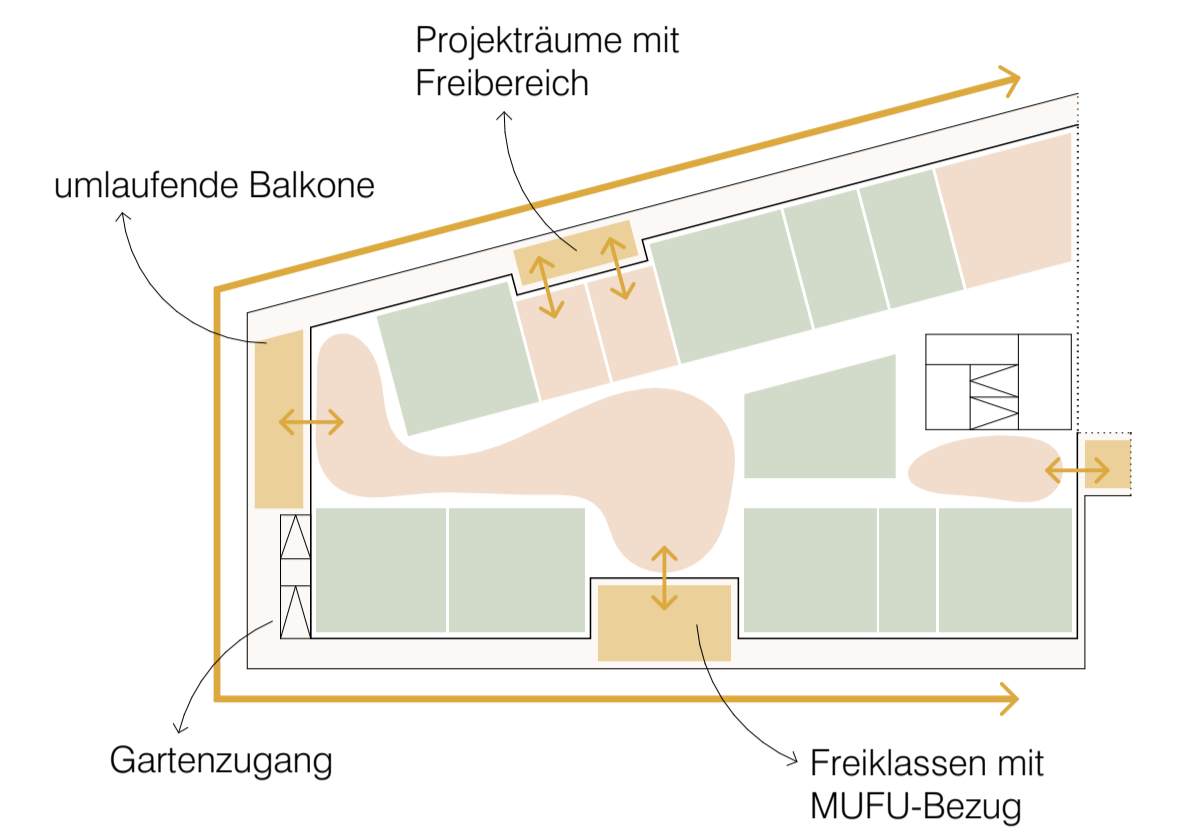 Projekträume mit
Freibereich
umlaufende Balkone
Gartenzugang
Freiklassen mit
MUFU-Bezug